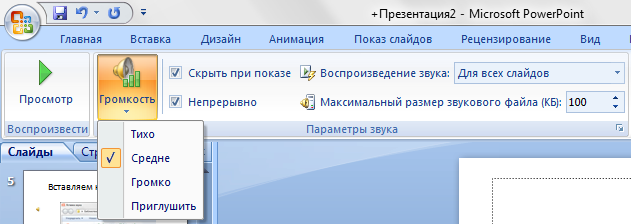 +Презентация2 - Microsoft PowerPoint
Главная Вставка Дизайн Анимация Показ слайдов Рецензирование Вид
Просмотр
Воспроизвести
Громкость
Скрыть при показе
Непрерывно
Воспроизведение звука: Для всех слайдов
Максимальный размер звукового файла (КБ): 100
Параметры звука
Тихо
Средне
Громко
Приглушить
Слайды
5
Вставляем